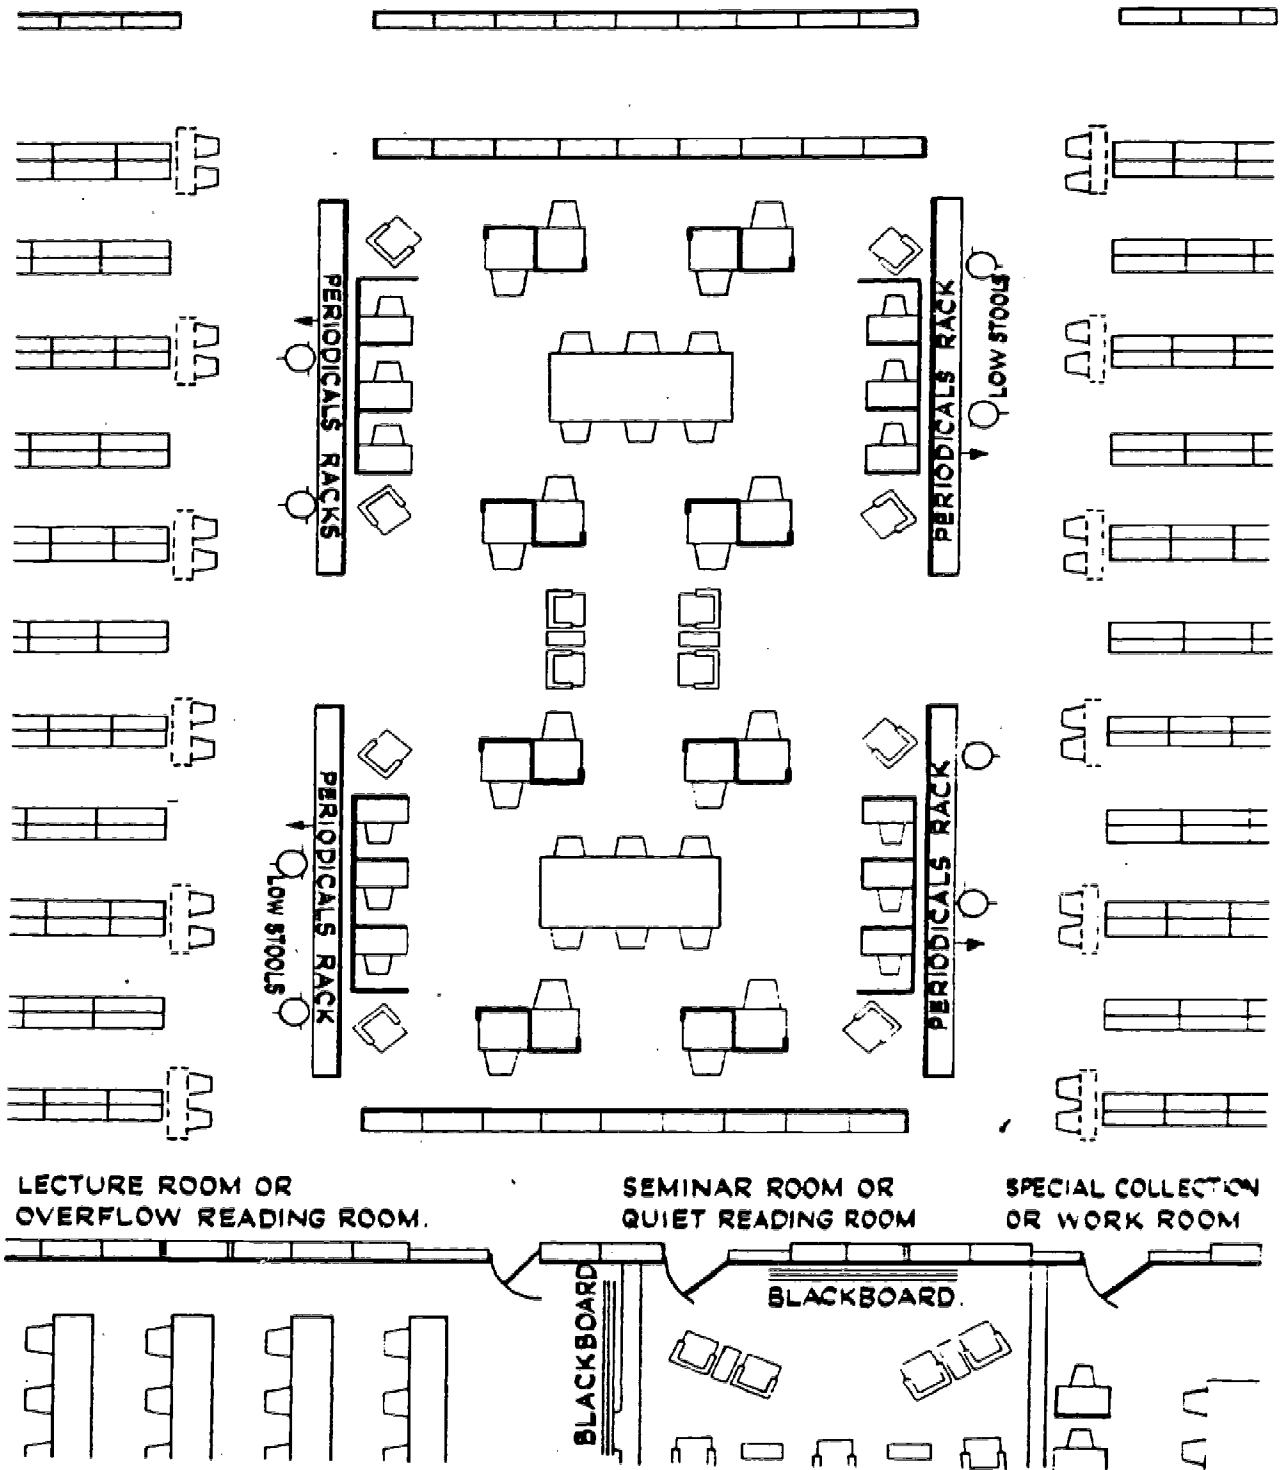 PERIODICALS RACKS
PERIODICALS RACK
LOW STOOLS
PERIODICALS RACK
LOW STOOLS
PERIODICALS RACK
LECTURE ROOM OR
OVERFLOW READING ROOM.
SEMINAR ROOM OR
QUIET READING ROOM
SPECIAL COLLECTION
OR WORK ROOM
BLACKBOARD
BLACKBOARD.